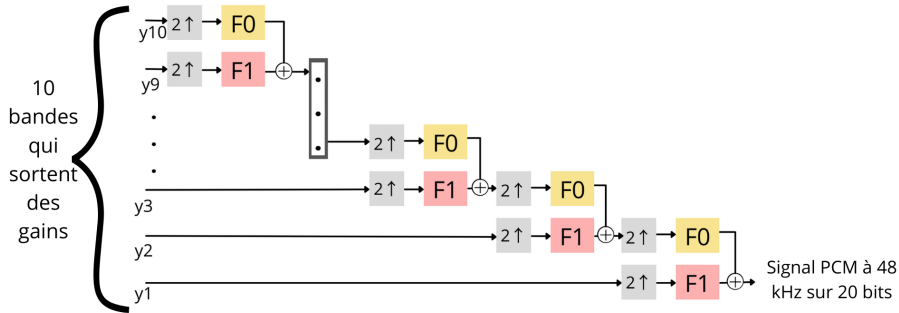 y10 2↑ F0
y9 2↑ F1
10
bandes
qui
sortent
des
gains
2↑ F0
y3 2↑ F1 2↑ F0
y2 2↑ F1 2↑ F0
y1 2↑ F1
Signal PCM à 48
kHz sur 20 bits